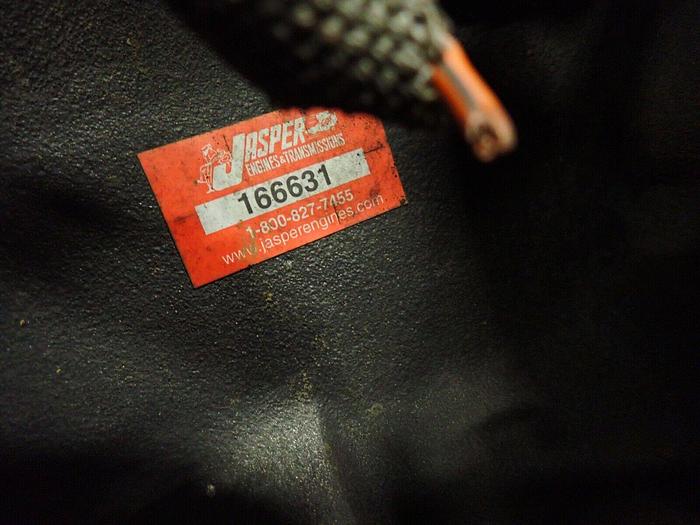 JASPER
ENGINES & TRANSMISSIONS
166631
1-800-827-7455
www.jasperengines.com